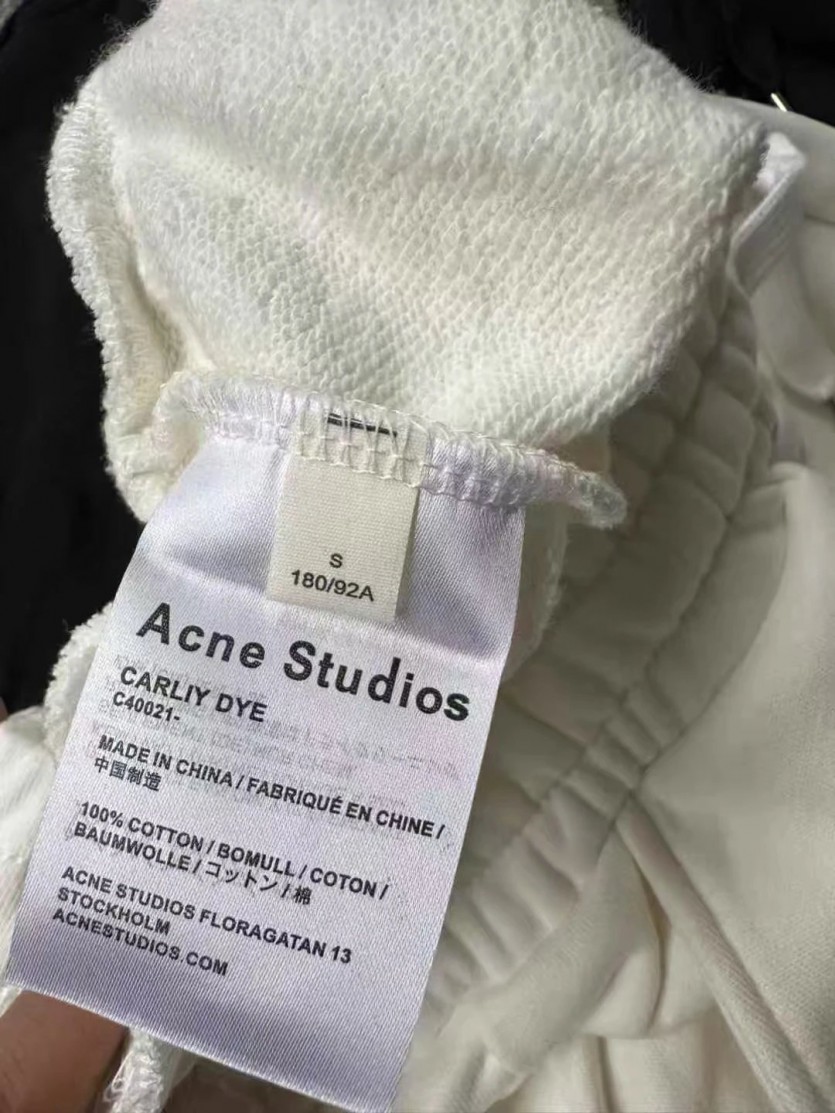 S
180/92A
Acne Studios
CARLIY DYE
C40021-
MADE IN CHINA / FABRIQUÉ EN CHINE /
中国制造
100% COTTON / BOMULL / COTON /
BAUMWOLLE / コットン / 棉
ACNE STUDIOS FLORAGATAN 13
STOCKHOLM
ACNESTUDIOS.COM